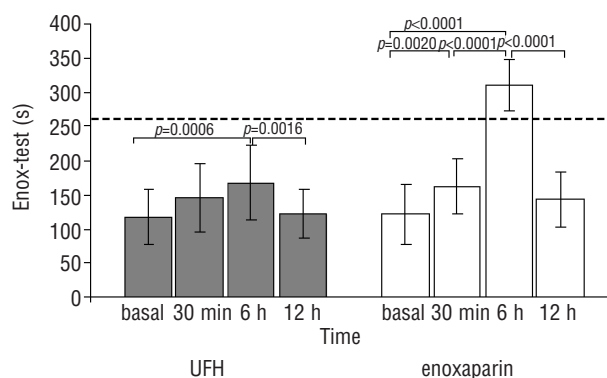 400
350
300
250
200
150
100
50
0
Enox-test (s)
p<0.0001
p=0.0020 p<0.0001 p<0.0001
p=0.0006 p=0.0016
basal 30 min 6 h 12 h basal 30 min 6 h 12 h
Time
UFH enoxaparin